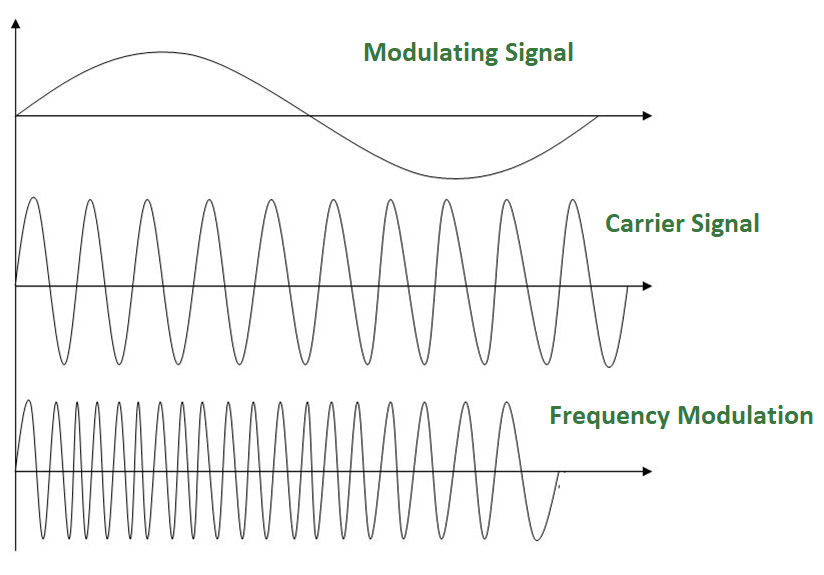 Modulating Signal
Carrier Signal
Frequency Modulation